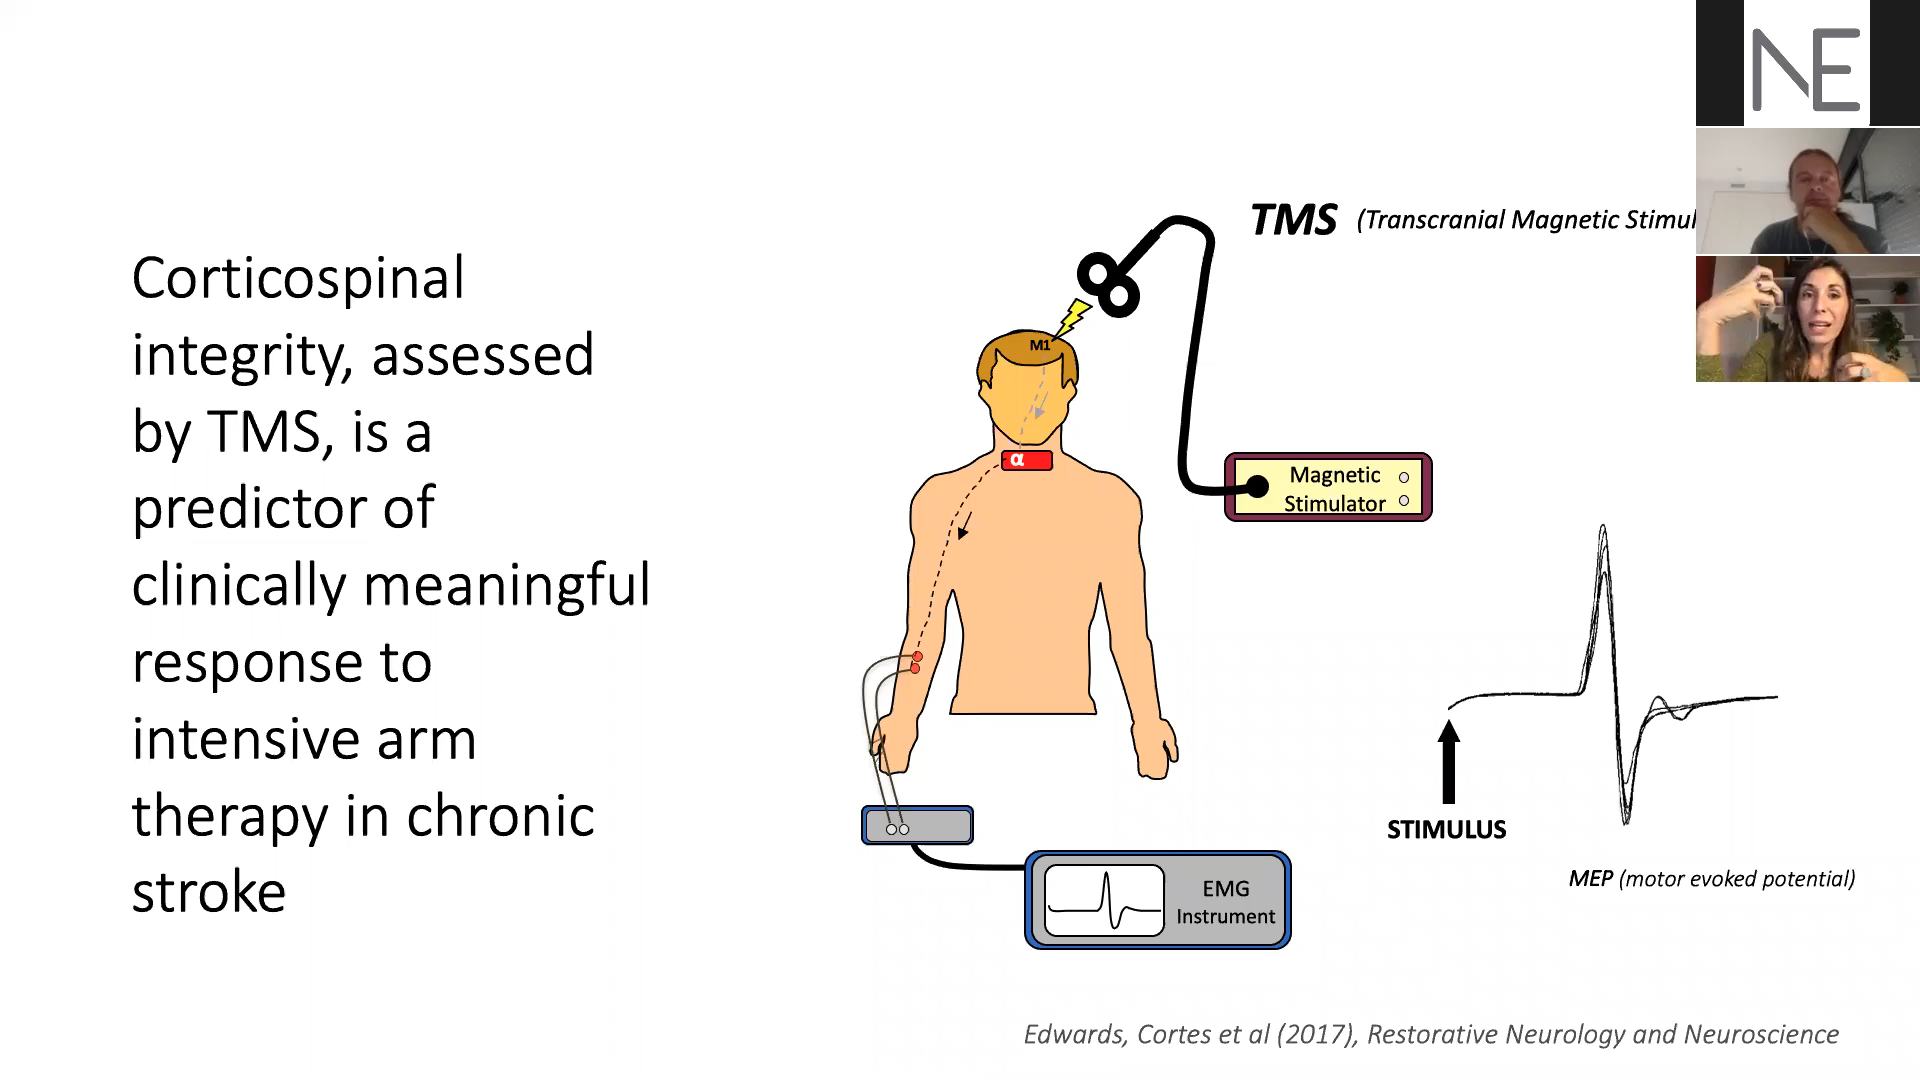 NE
Corticospinal
integrity, assessed
by TMS, is a
predictor of
clinically meaningful
response to
intensive arm
therapy in chronic
stroke
TMS (Transcranial Magnetic Stimul
M1
α
Magnetic
Stimulator
STIMULUS
MEP (motor evoked potential)
EMG
Instrument
Edwards, Cortes et al (2017), Restorative Neurology and Neuroscience